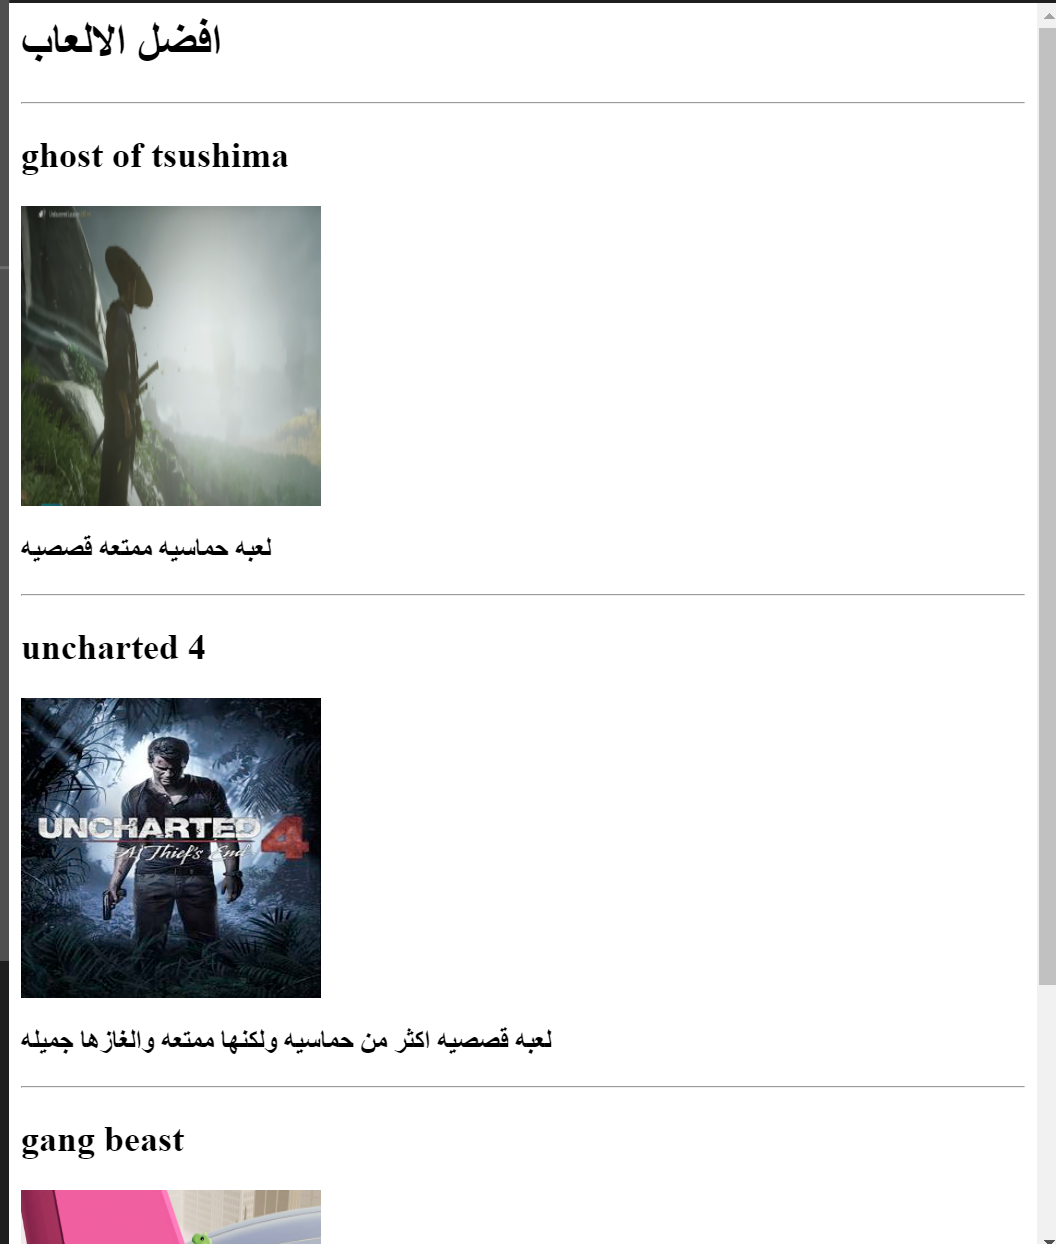 افضل الالعاب
ghost of tsushima
لعبه حماسيه ممتعه قصصيه
uncharted 4
UNCHARTED 4
A Thief's End
لعبه قصصيه اكثر من حماسيه ولكنها ممتعه والغازها جميله
gang beast